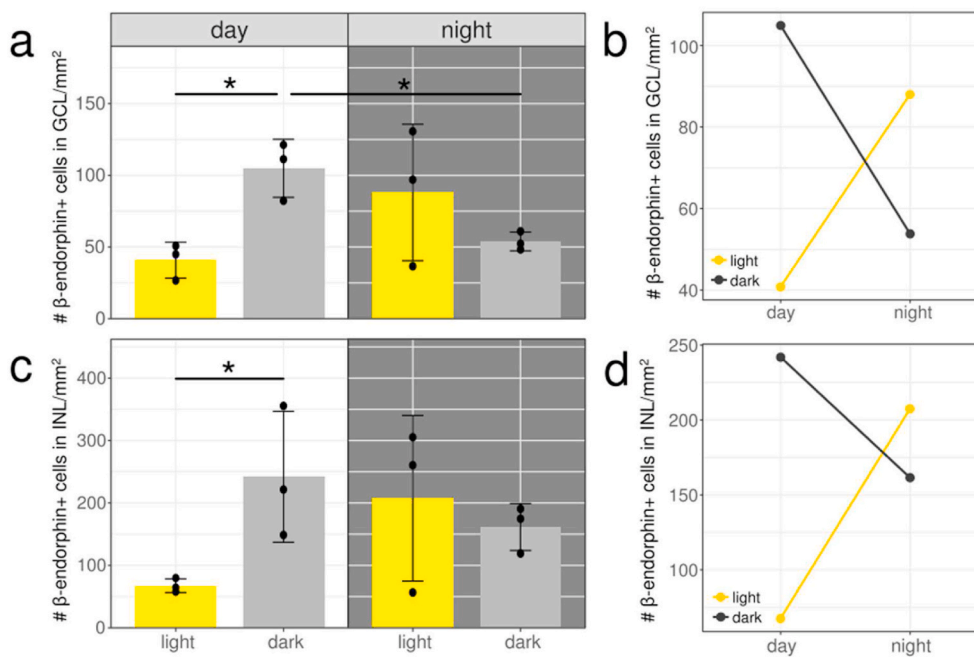 a
day
night
# β-endorphin+ cells in GCL/mm²
150
100
50
0
*
*
b
# β-endorphin+ cells in GCL/mm²
100
80
60
40
light
dark
day
night
c
# β-endorphin+ cells in INL/mm²
400
300
200
100
0
*
light
dark
light
dark
d
# β-endorphin+ cells in INL/mm²
250
200
150
100
light
dark
day
night